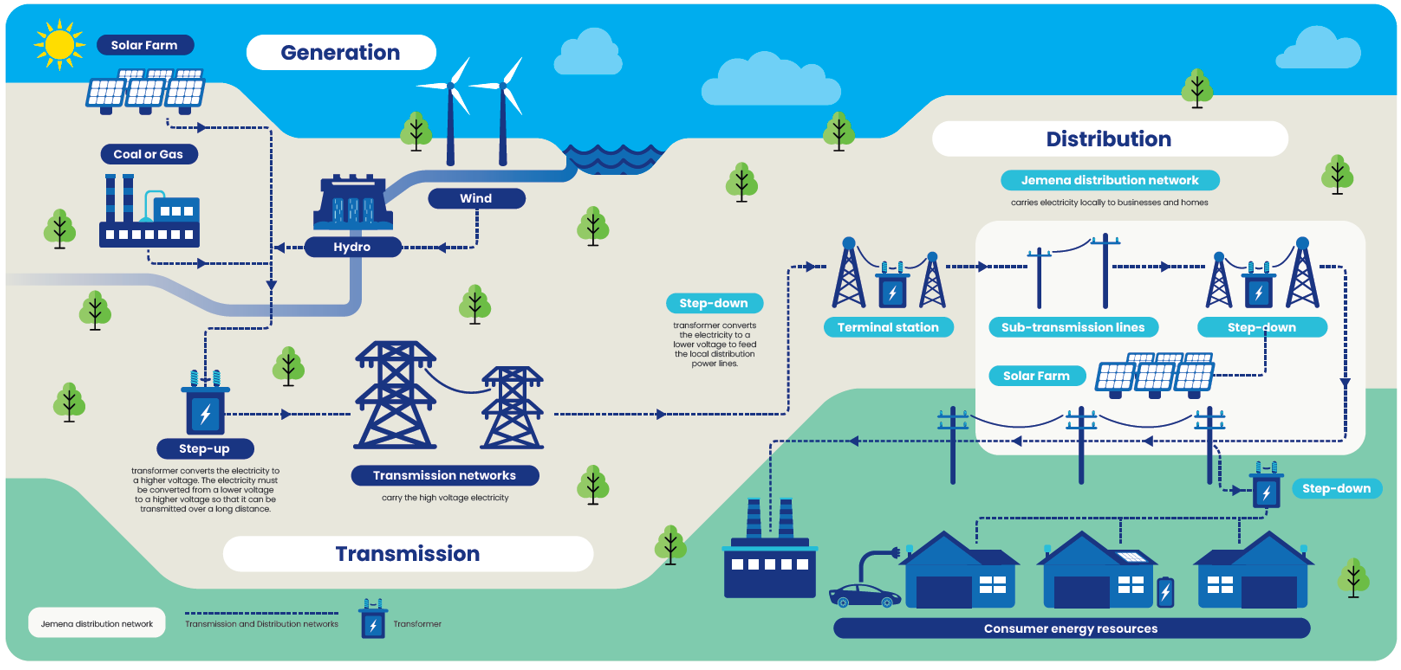 Solar Farm
Generation
Coal or Gas
Wind
Hydro
Step-up
transformer converts the electricity to
a higher voltage. The electricity must
be converted from a lower voltage
to a higher voltage so that it can be
transmitted over a long distance.
Transmission networks
carry the high voltage electricity
Transmission
Step-down
transformer converts
the electricity to a
lower voltage to feed
the local distribution
power lines.
Distribution
Jemena distribution network
carries electricity locally to businesses and homes
Terminal station
Sub-transmission lines
Step-down
Solar Farm
Step-down
Consumer energy resources
Jemena distribution network
Transmission and Distribution networks
Transformer